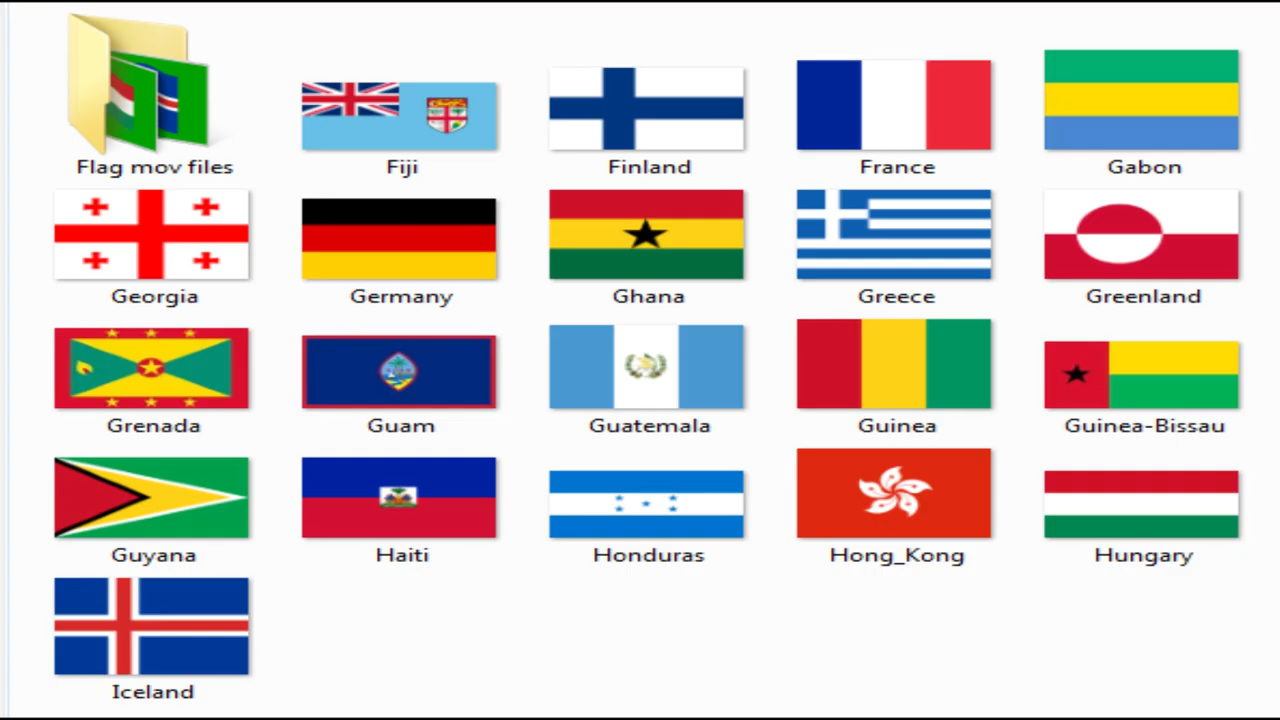 Flag mov files
Fiji
Finland
France
Gabon
Georgia
Germany
Ghana
Greece
Greenland
Grenada
Guam
Guatemala
Guinea
Guinea-Bissau
Guyana
Haiti
Honduras
Hong_Kong
Hungary
Iceland